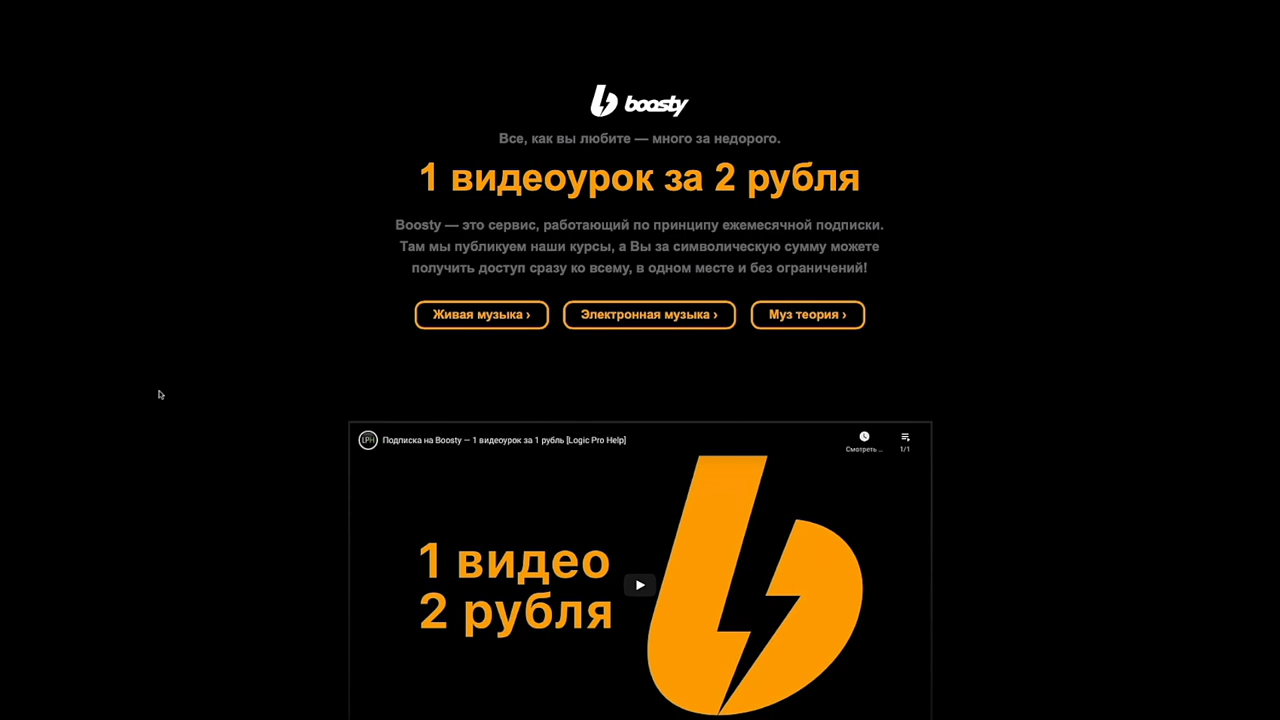 boosty
Все, как вы любите — много за недорого.
1 видеоурок за 2 рубля
Boosty — это сервис, работающий по принципу ежемесячной подписки.
Там мы публикуем наши курсы, а Вы за символическую сумму можете
получить доступ сразу ко всему, в одном месте и без ограничений!
Живая музыка ›
Электронная музыка ›
Муз теория ›
LPH
Подписка на Boosty — 1 видеоурок за 1 рубль [Logic Pro Help]
Смотреть ...
1/1
1 видео
2 рубля